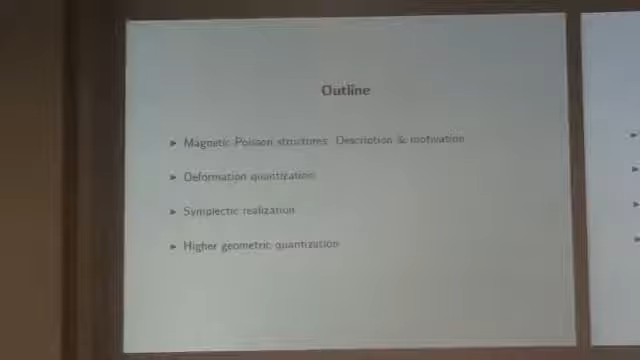 Outline
▶ Magnetic Poisson structures: Description & motivation
▶ Deformation quantization
▶ Symplectic realization
▶ Higher geometric quantization